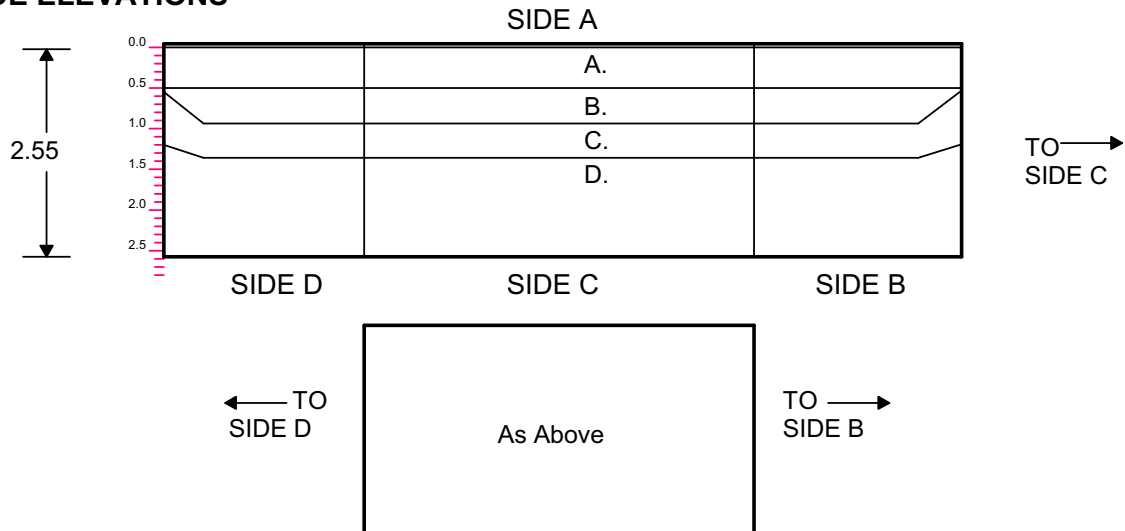 SIDE A
0.0
0.5
1.0
1.5
2.0
2.5
2.55
A.
B.
C.
D.
TO
SIDE C
SIDE D
SIDE C
SIDE B
TO
SIDE D
As Above
TO
SIDE B